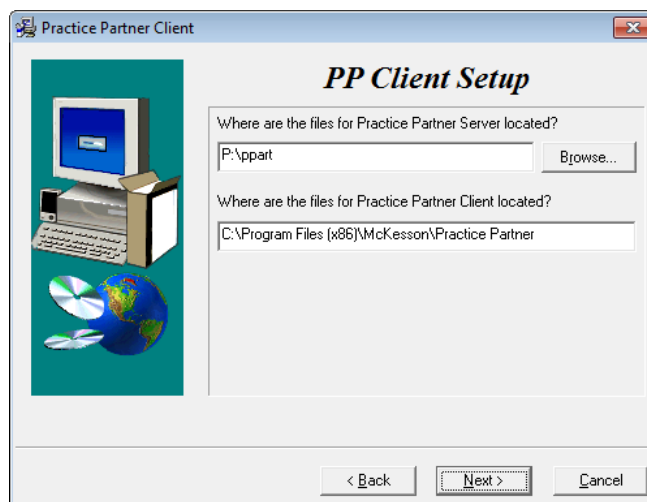 Practice Partner Client
PP Client Setup
Where are the files for Practice Partner Server located?
P:\ppart
Browse...
Where are the files for Practice Partner Client located?
C:\Program Files (x86)\McKesson\Practice Partner
< Back
Next >
Cancel